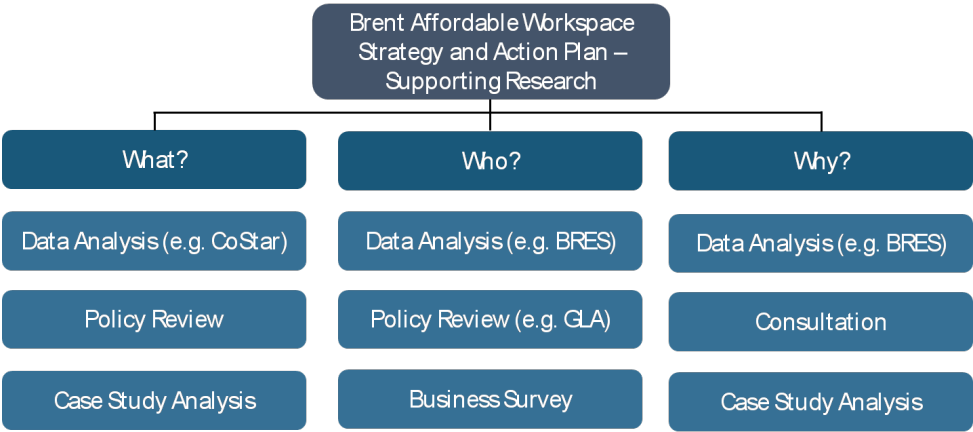 Brent Affordable Workspace
Strategy and Action Plan –
Supporting Research
What?
Who?
Why?
Data Analysis (e.g. CoStar)
Data Analysis (e.g. BRES)
Data Analysis (e.g. BRES)
Policy Review
Policy Review (e.g. GLA)
Consultation
Case Study Analysis
Business Survey
Case Study Analysis